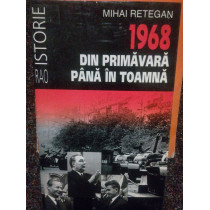 MIHAI RETEGAN
1968
DIN PRIMĂVARĂ
PÂNĂ ÎN TOAMNĂ
ISTORIE
RAO